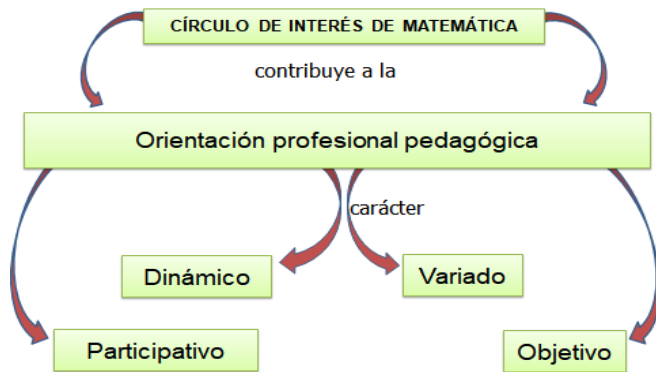 CÍRCULO DE INTERÉS DE MATEMÁTICA
contribuye a la
Orientación profesional pedagógica
carácter
Dinámico
Variado
Participativo
Objetivo